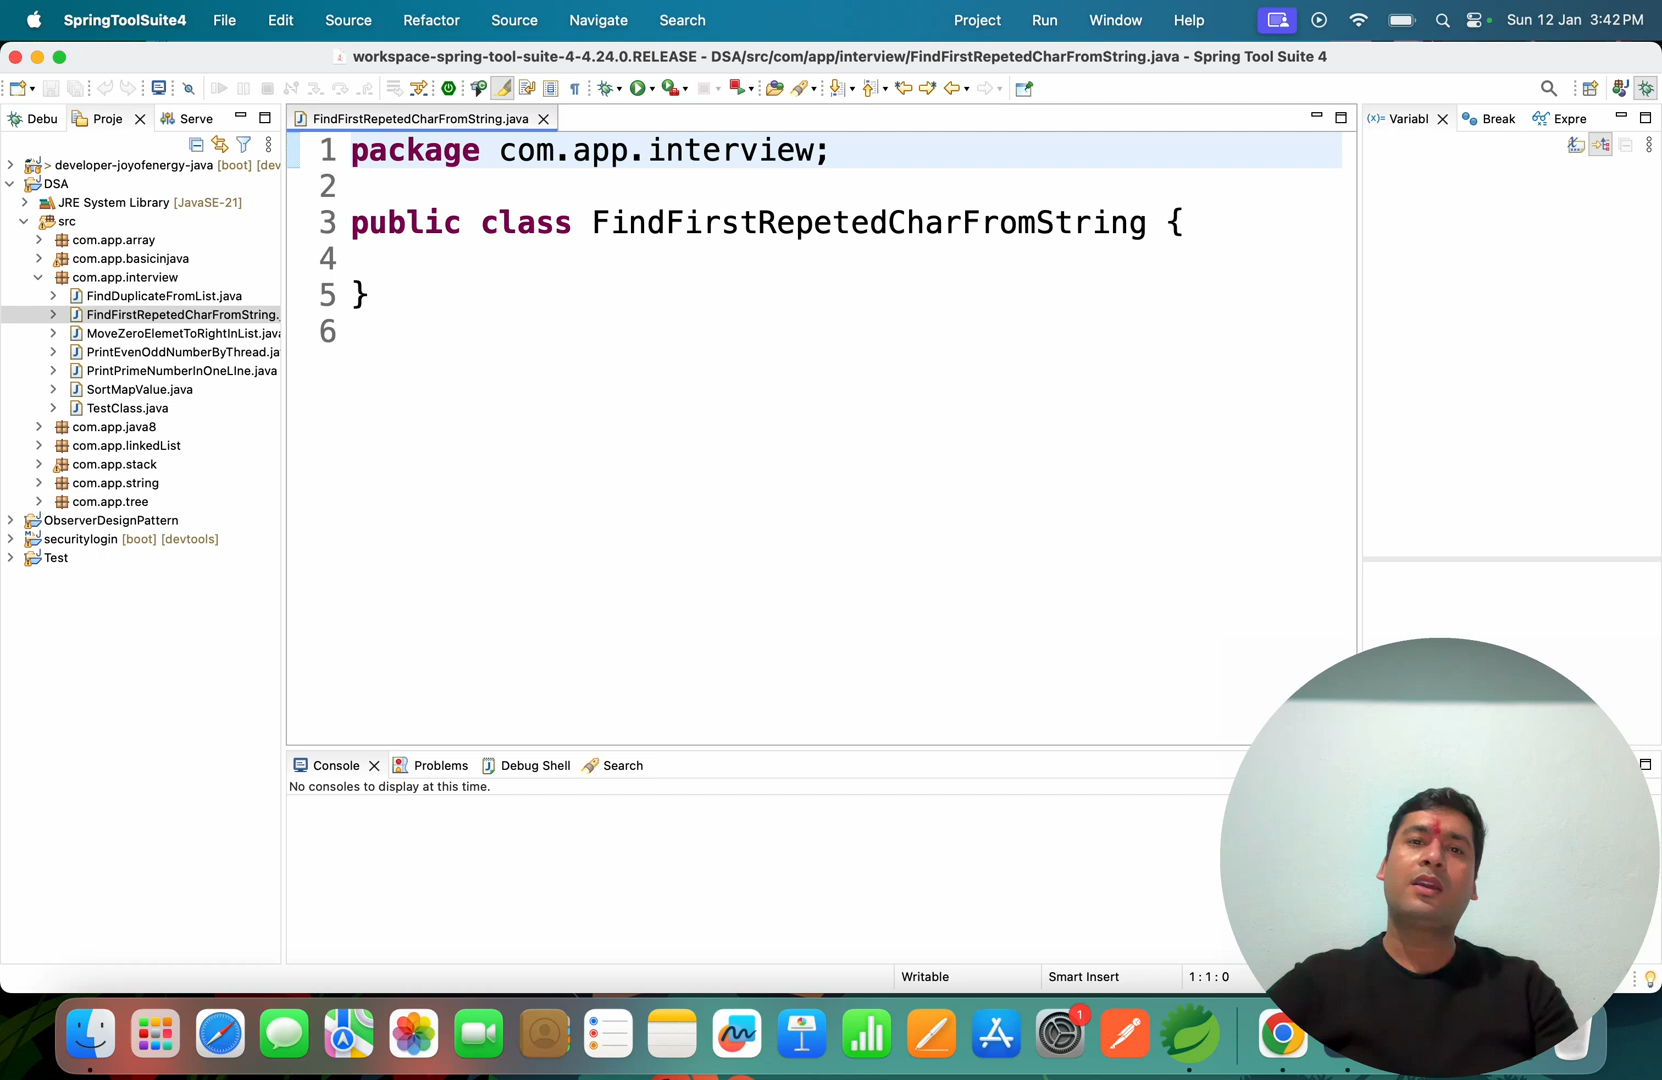 SpringToolSuite4 File Edit Source Refactor Source Navigate Search Project Run Window Help Sun 12 Jan 3:42 PM
workspace-spring-tool-suite-4-4.24.0.RELEASE - DSA/src/com/app/interview/FindFirstRepetedCharFromString.java - Spring Tool Suite 4
Debu Proje Serve
FindFirstRepetedCharFromString.java
(x)= Variabl Break Expre
> developer-joyofenergy-java [boot] [dev
DSA
JRE System Library [JavaSE-21]
src
com.app.array
com.app.basicinjava
com.app.interview
FindDuplicateFromList.java
FindFirstRepetedCharFromString.
MoveZeroElemetToRightInList.java
PrintEvenOddNumberByThread.ja
PrintPrimeNumberInOneLIne.java
SortMapValue.java
TestClass.java
com.app.java8
com.app.linkedList
com.app.stack
com.app.string
com.app.tree
ObserverDesignPattern
securitylogin [boot] [devtools]
Test
1 package com.app.interview;
2
3 public class FindFirstRepetedCharFromString {
4
5 }
6
Console Problems Debug Shell Search
No consoles to display at this time.
Writable Smart Insert 1 : 1 : 0
1